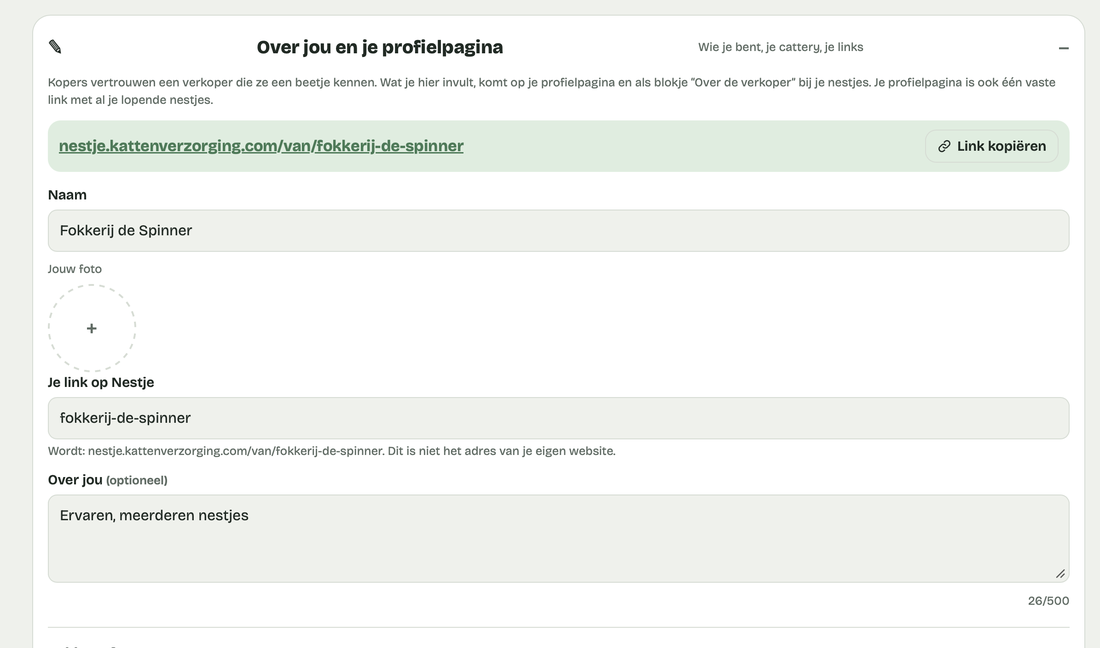 Over jou en je profielpagina
Wie je bent, je cattery, je links
Kopers vertrouwen een verkoper die ze een beetje kennen. Wat je hier invult, komt op je profielpagina en als blokje “Over de verkoper” bij je nestjes. Je profielpagina is ook één vaste
link met al je lopende nestjes.
nestje.kattenverzorging.com/van/fokkerij-de-spinner
Link kopiëren
Naam
Fokkerij de Spinner
Jouw foto
+
Je link op Nestje
fokkerij-de-spinner
Wordt: nestje.kattenverzorging.com/van/fokkerij-de-spinner. Dit is niet het adres van je eigen website.
Over jou (optioneel)
Ervaren, meerderen nestjes
26/500